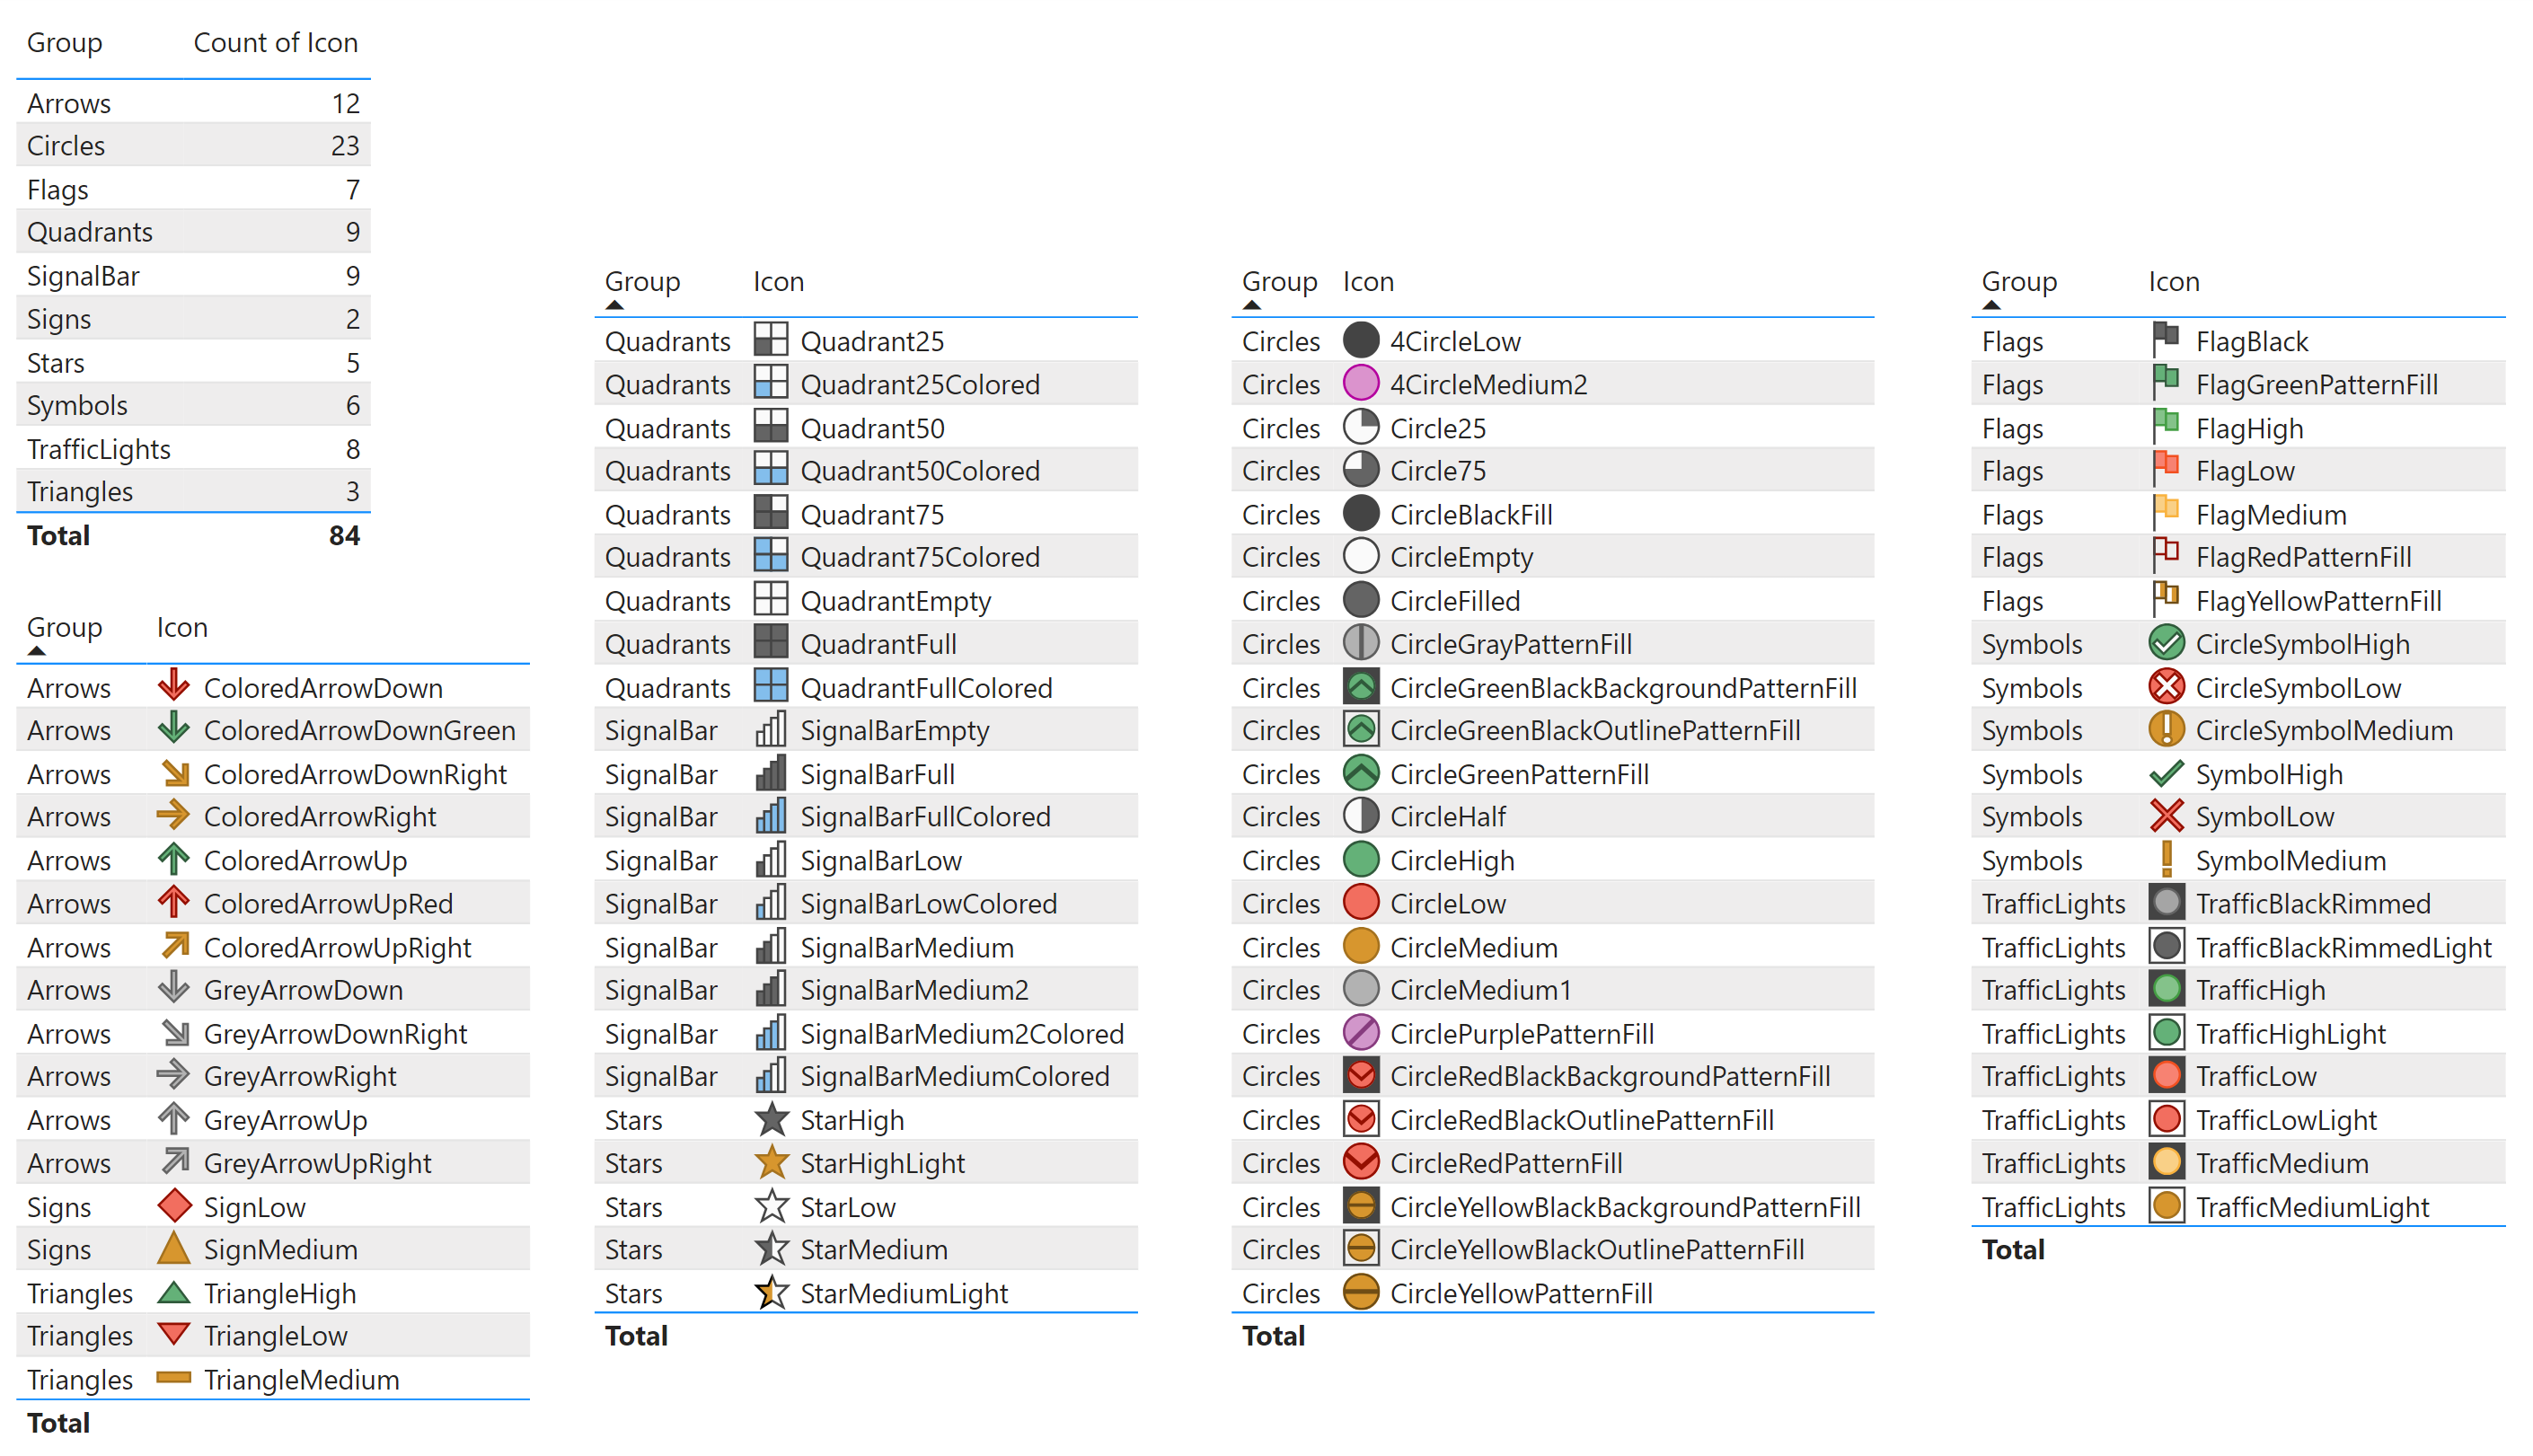 Group Count of Icon
Arrows 12
Circles 23
Flags 7
Quadrants 9
SignalBar 9
Signs 2
Stars 5
Symbols 6
TrafficLights 8
Triangles 3
Total 84
Group Icon
Arrows ColoredArrowDown
Arrows ColoredArrowDownGreen
Arrows ColoredArrowDownRight
Arrows ColoredArrowRight
Arrows ColoredArrowUp
Arrows ColoredArrowUpRed
Arrows ColoredArrowUpRight
Arrows GreyArrowDown
Arrows GreyArrowDownRight
Arrows GreyArrowRight
Arrows GreyArrowUp
Arrows GreyArrowUpRight
Signs SignLow
Signs SignMedium
Triangles TriangleHigh
Triangles TriangleLow
Triangles TriangleMedium
Total
Group Icon
Quadrants Quadrant25
Quadrants Quadrant25Colored
Quadrants Quadrant50
Quadrants Quadrant50Colored
Quadrants Quadrant75
Quadrants Quadrant75Colored
Quadrants QuadrantEmpty
Quadrants QuadrantFull
Quadrants QuadrantFullColored
SignalBar SignalBarEmpty
SignalBar SignalBarFull
SignalBar SignalBarFullColored
SignalBar SignalBarLow
SignalBar SignalBarLowColored
SignalBar SignalBarMedium
SignalBar SignalBarMedium2
SignalBar SignalBarMedium2Colored
SignalBar SignalBarMediumColored
Stars StarHigh
Stars StarHighLight
Stars StarLow
Stars StarMedium
Stars StarMediumLight
Total
Group Icon
Circles 4CircleLow
Circles 4CircleMedium2
Circles Circle25
Circles Circle75
Circles CircleBlackFill
Circles CircleEmpty
Circles CircleFilled
Circles CircleGrayPatternFill
Circles CircleGreenBlackBackgroundPatternFill
Circles CircleGreenBlackOutlinePatternFill
Circles CircleGreenPatternFill
Circles CircleHalf
Circles CircleHigh
Circles CircleLow
Circles CircleMedium
Circles CircleMedium1
Circles CirclePurplePatternFill
Circles CircleRedBlackBackgroundPatternFill
Circles CircleRedBlackOutlinePatternFill
Circles CircleRedPatternFill
Circles CircleYellowBlackBackgroundPatternFill
Circles CircleYellowBlackOutlinePatternFill
Circles CircleYellowPatternFill
Total
Group Icon
Flags FlagBlack
Flags FlagGreenPatternFill
Flags FlagHigh
Flags FlagLow
Flags FlagMedium
Flags FlagRedPatternFill
Flags FlagYellowPatternFill
Symbols CircleSymbolHigh
Symbols CircleSymbolLow
Symbols CircleSymbolMedium
Symbols SymbolHigh
Symbols SymbolLow
Symbols SymbolMedium
TrafficLights TrafficBlackRimmed
TrafficLights TrafficBlackRimmedLight
TrafficLights TrafficHigh
TrafficLights TrafficHighLight
TrafficLights TrafficLow
TrafficLights TrafficLowLight
TrafficLights TrafficMedium
TrafficLights TrafficMediumLight
Total